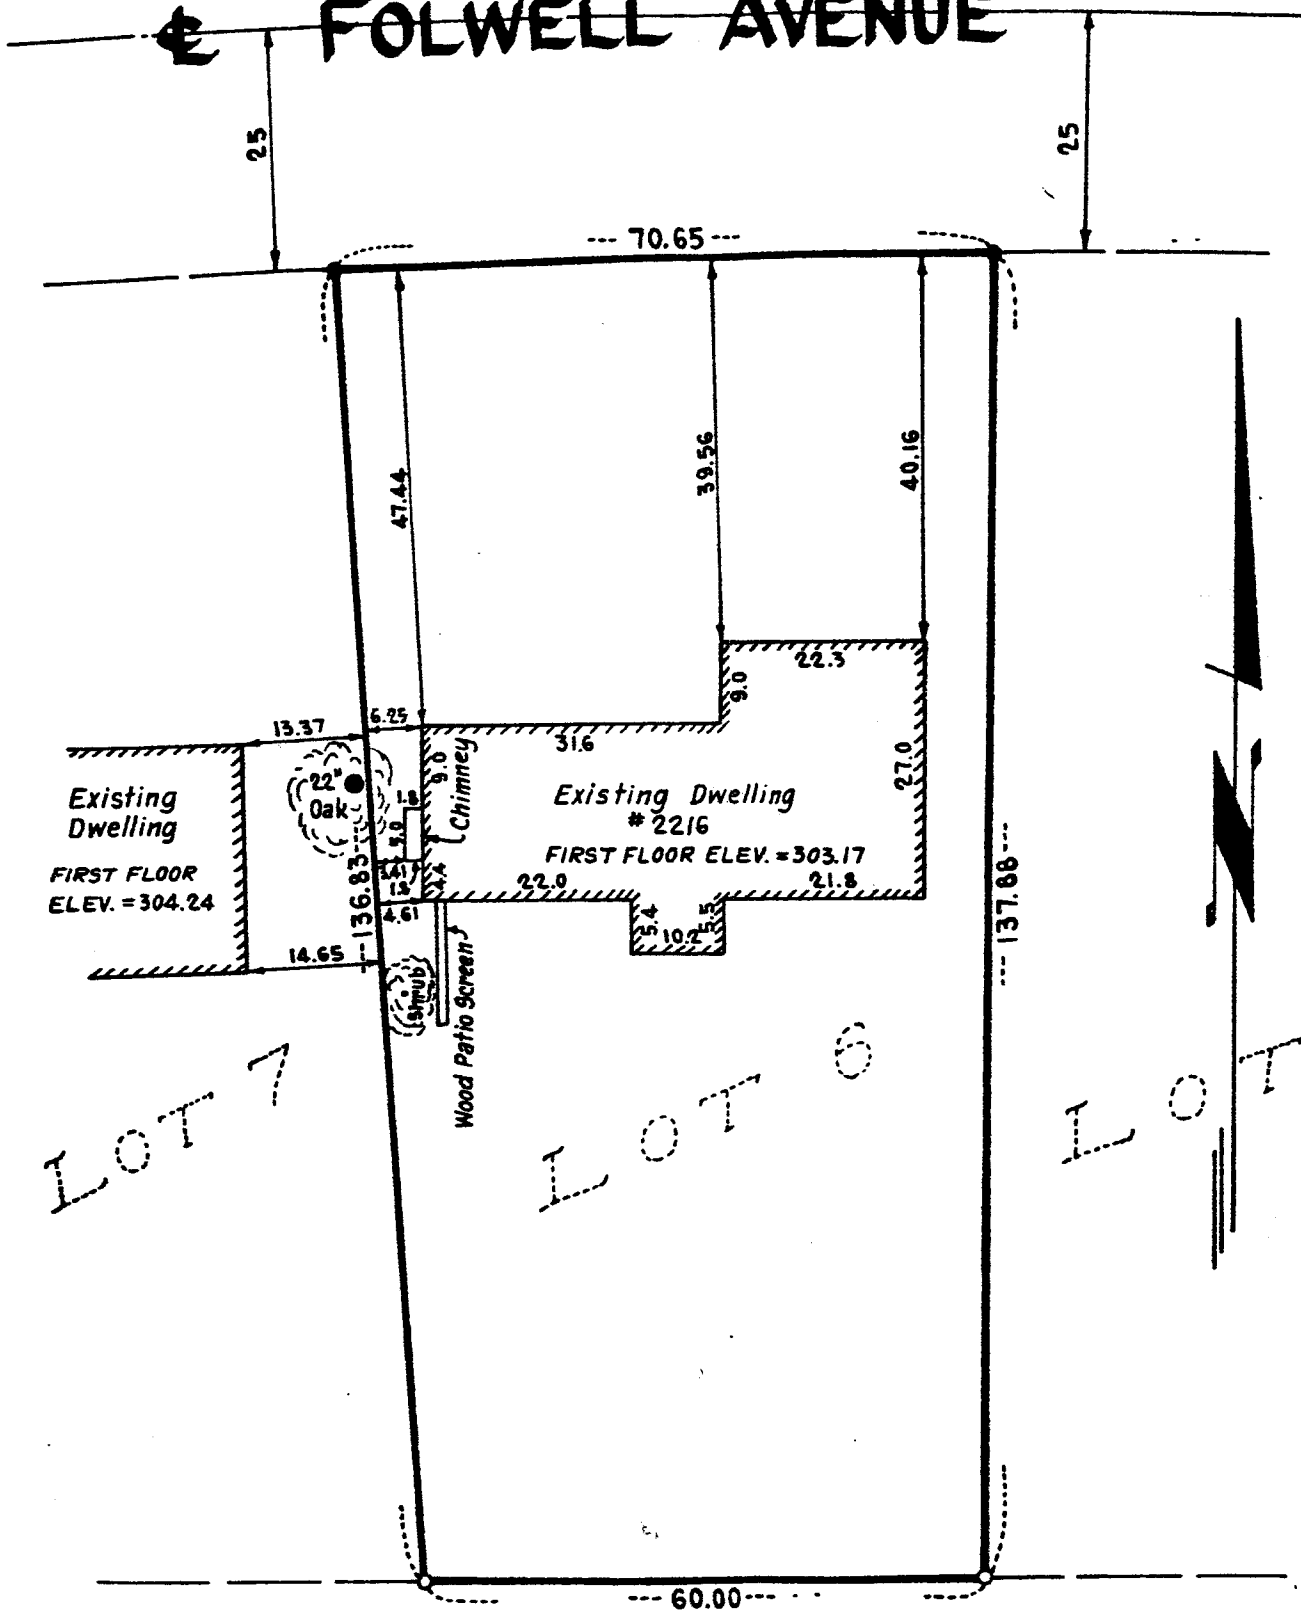 ℄ FOLWELL AVENUE
25
25
70.65
47.44
39.56
40.16
22.3
9.0
13.37
6.25
31.6
9.0
Chimney
27.0
22"
Oak
1.8
5.0
Existing
Dwelling
Existing Dwelling
# 2216
FIRST FLOOR
ELEV. = 304.24
FIRST FLOOR ELEV. = 303.17
136.83
137.88
3.41
1.8
4.4
22.0
21.8
4.61
5.4
10.2
5.5
14.65
Shrub
Wood Patio Screen
N
LOT 7
LOT 6
LOT
60.00